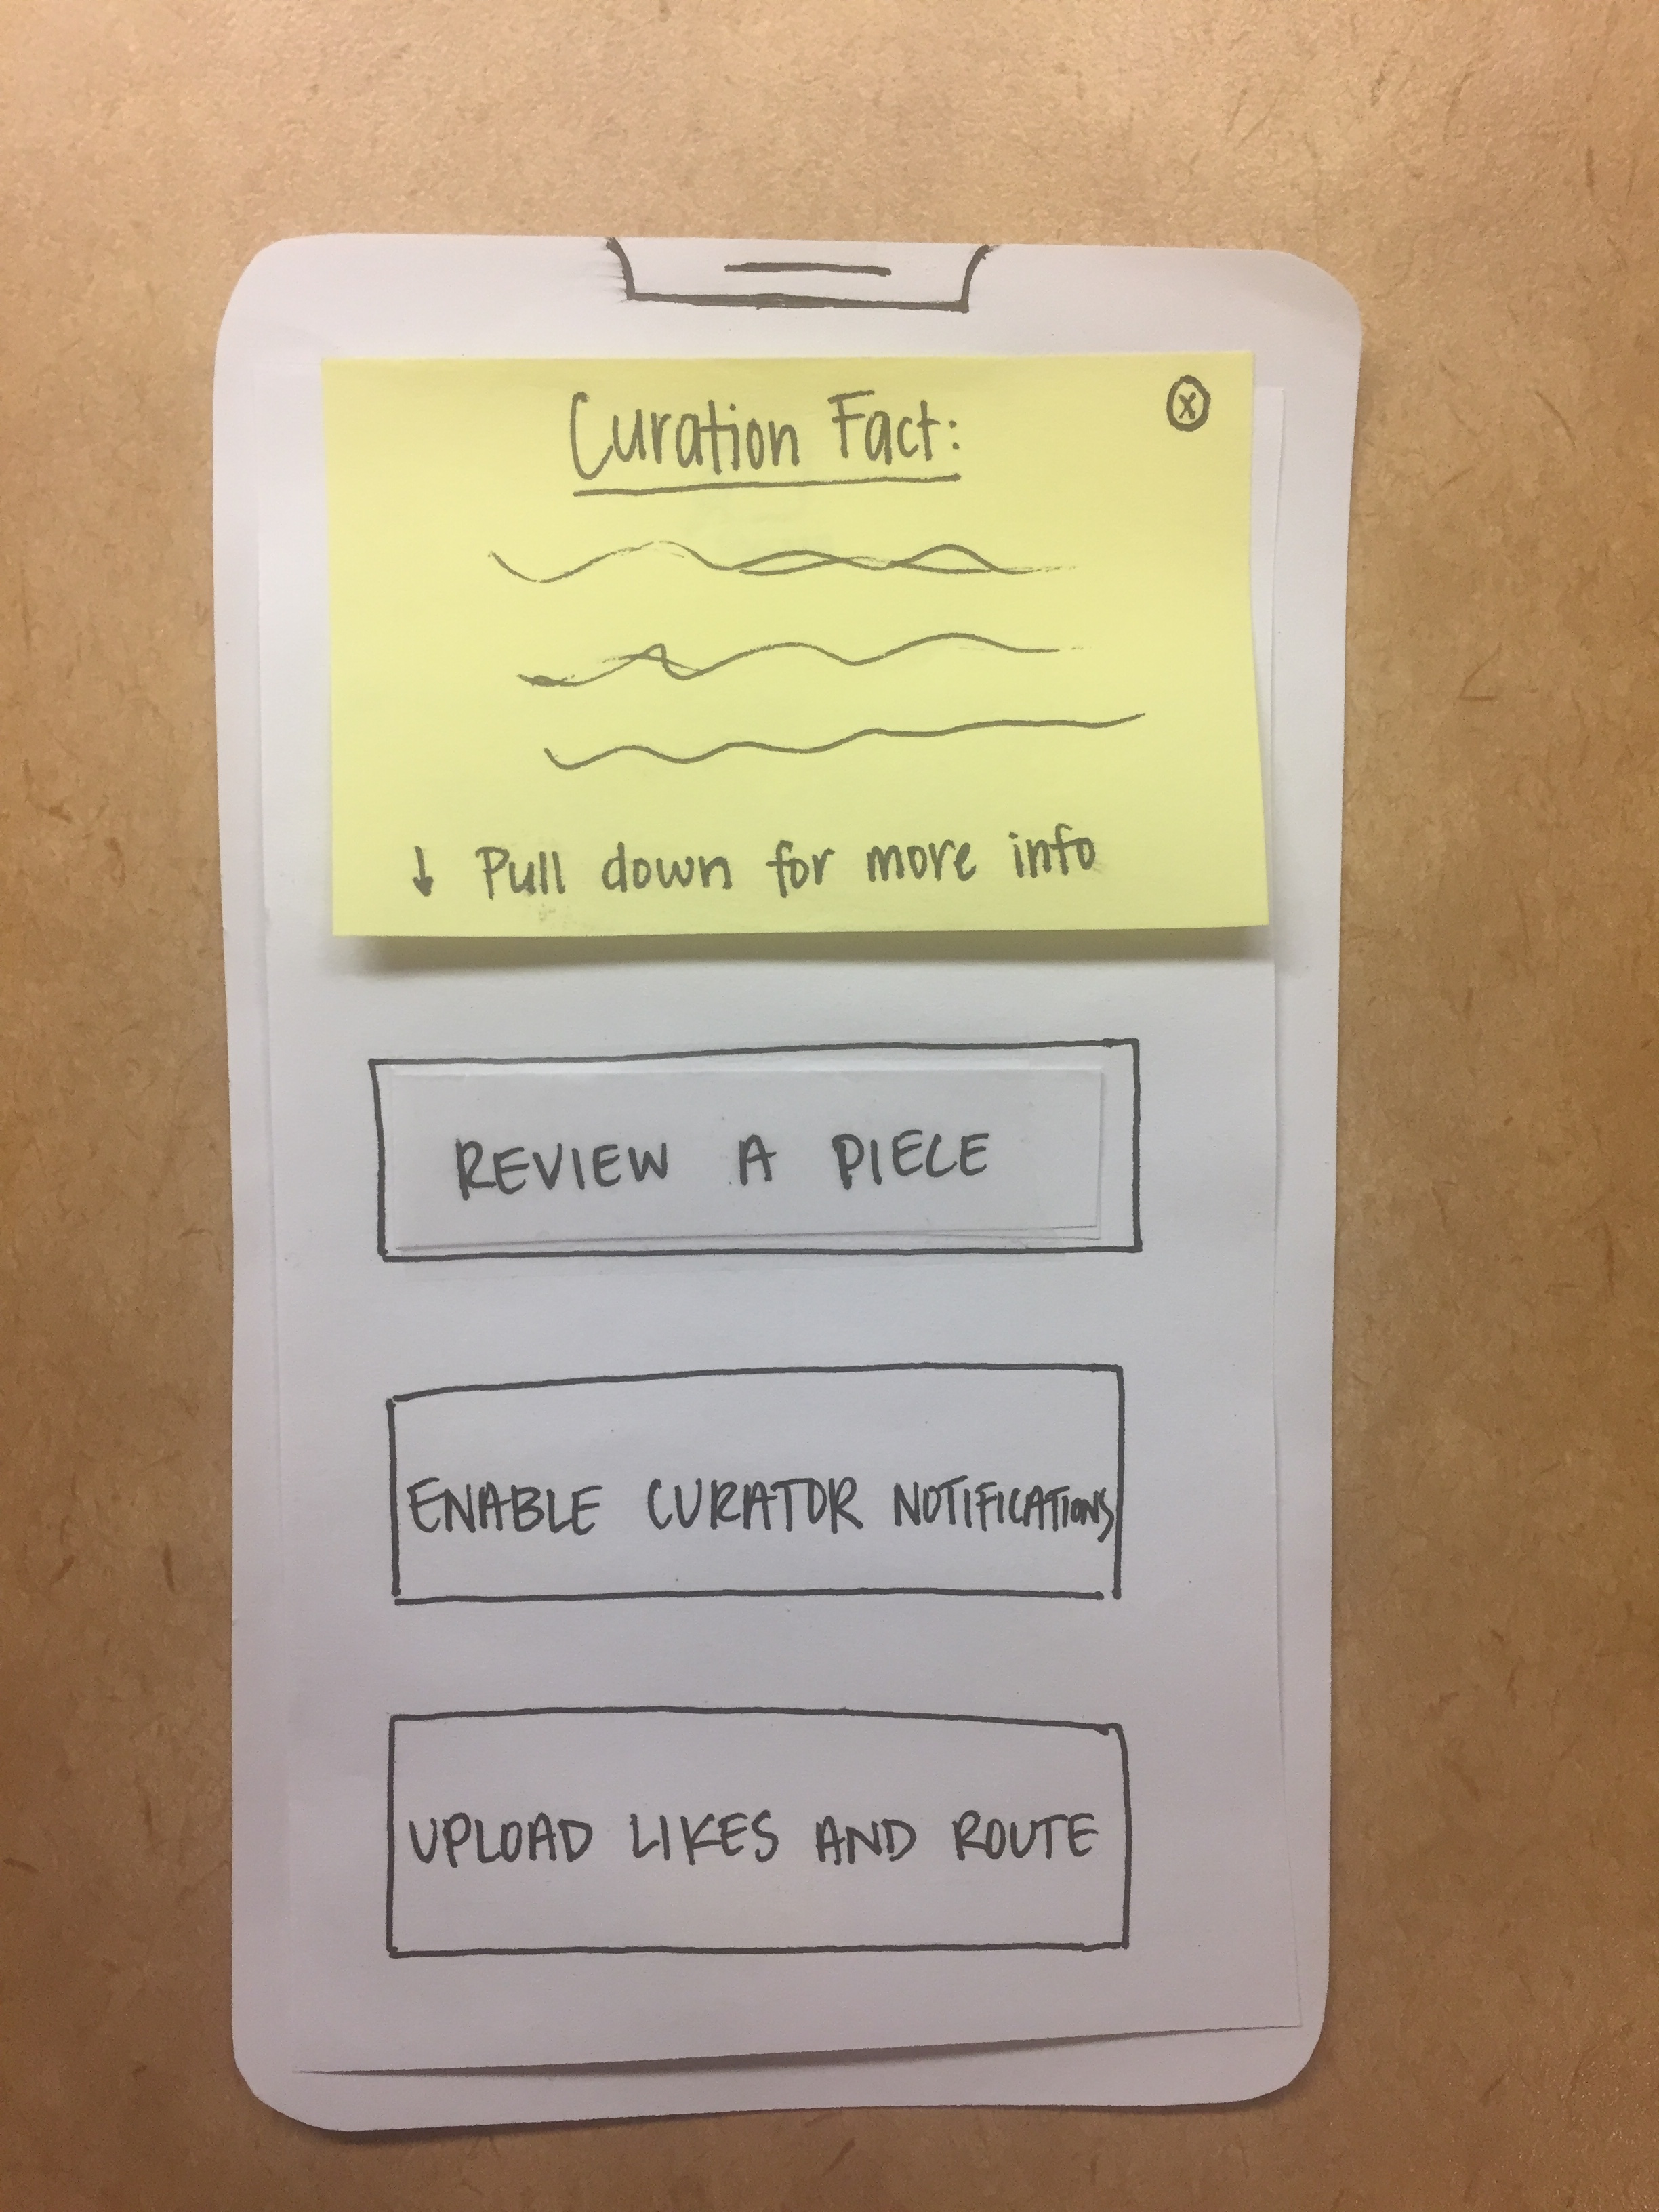 Curation Fact:
ⓧ
↓ Pull down for more info
REVIEW A PIECE
ENABLE CURATOR NOTIFICATIONS
UPLOAD LIKES AND ROUTE